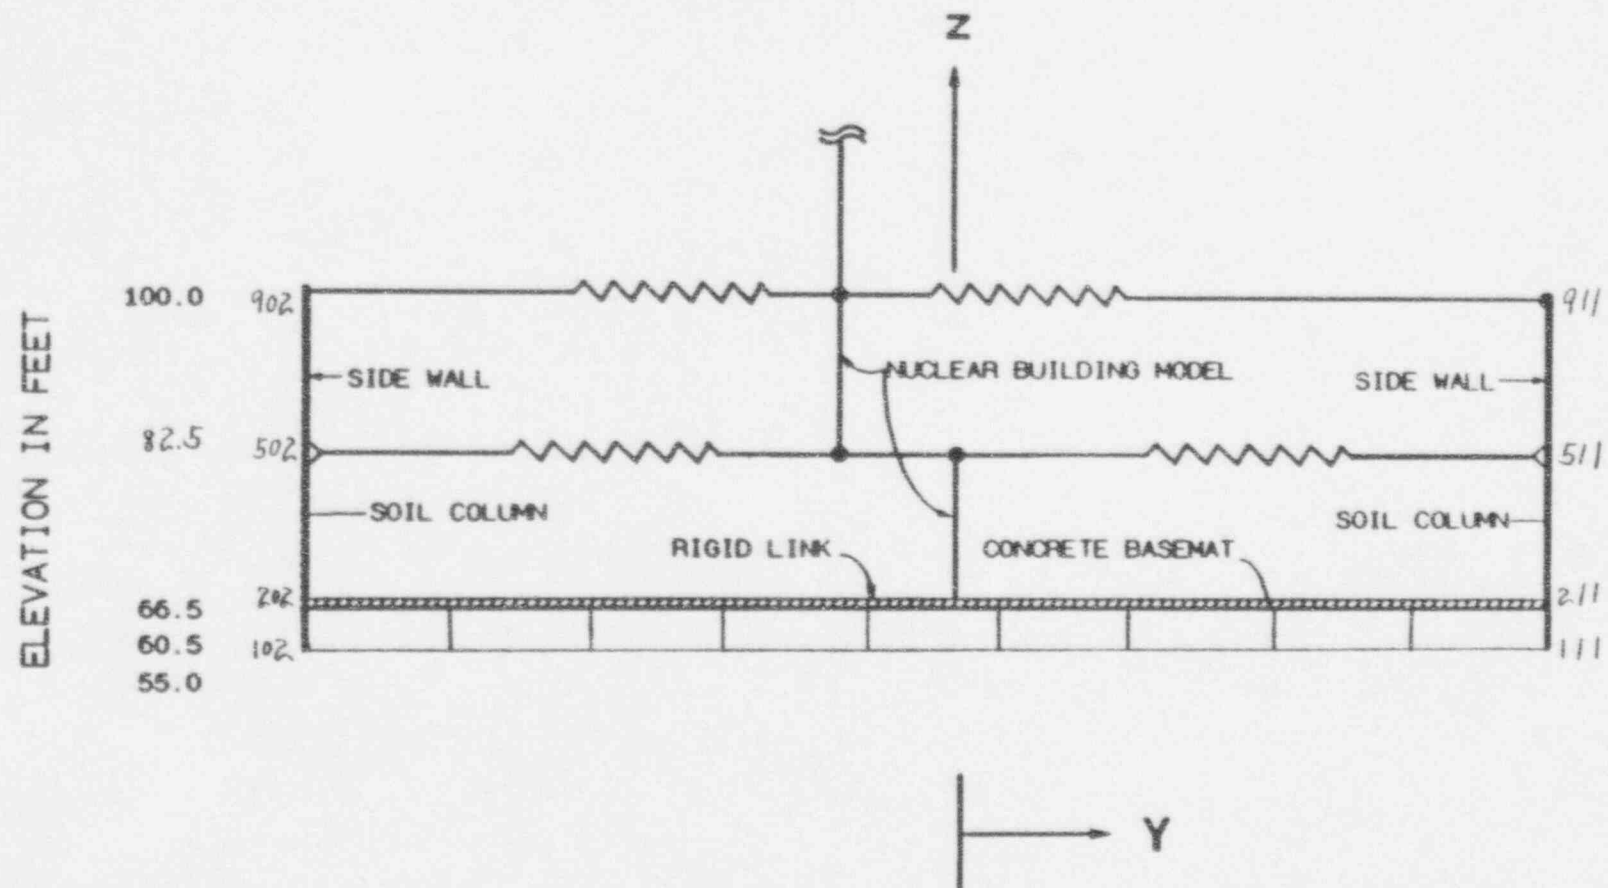 Z
100.0 902 911
NUCLEAR BUILDING MODEL
SIDE WALL SIDE WALL
ELEVATION IN FEET
82.5 502 511
SOIL COLUMN SOIL COLUMN
RIGID LINK CONCRETE BASEMAT
66.5 202 211
60.5 102 111
55.0
Y